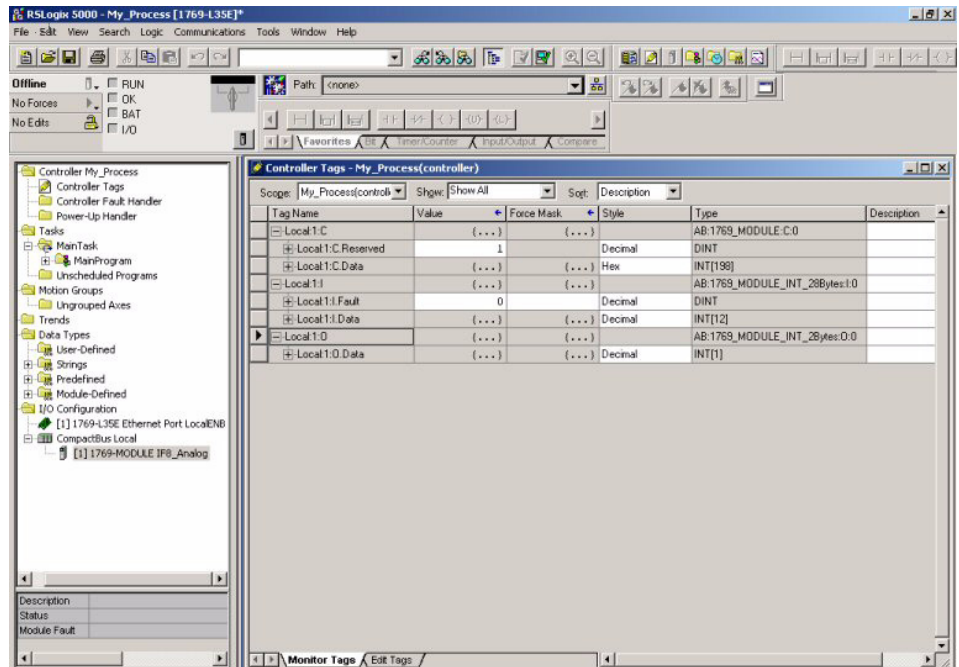 RSLogix 5000 - My_Process [1769-L35E]*
File Edit View Search Logic Communications Tools Window Help
Offline RUN Path: <none>
No Forces OK
No Edits BAT
I/O
Favorites Bit Timer/Counter Input/Output Compare
Controller My_Process
Controller Tags
Controller Fault Handler
Power-Up Handler
Tasks
MainTask
MainProgram
Unscheduled Programs
Motion Groups
Ungrouped Axes
Trends
Data Types
User-Defined
Strings
Predefined
Module-Defined
I/O Configuration
[1] 1769-L35E Ethernet Port LocalENB
CompactBus Local
[1] 1769-MODULE IF8_Analog
Description
Status
Module Fault
Controller Tags - My_Process(controller)
Scope: My_Process(controll Show: Show All Sort: Description
Tag Name Value Force Mask Style Type Description
Local:1:C {...} {...} AB:1769_MODULE:C:0
Local:1:C.Reserved 1 Decimal DINT
Local:1:C.Data {...} {...} Hex INT[198]
Local:1:I {...} {...} AB:1769_MODULE_INT_28Bytes:I:0
Local:1:I.Fault 0 Decimal DINT
Local:1:I.Data {...} {...} Decimal INT[12]
Local:1:O {...} {...} AB:1769_MODULE_INT_2Bytes:O:0
Local:1:O.Data {...} {...} Decimal INT[1]
Monitor Tags Edit Tags